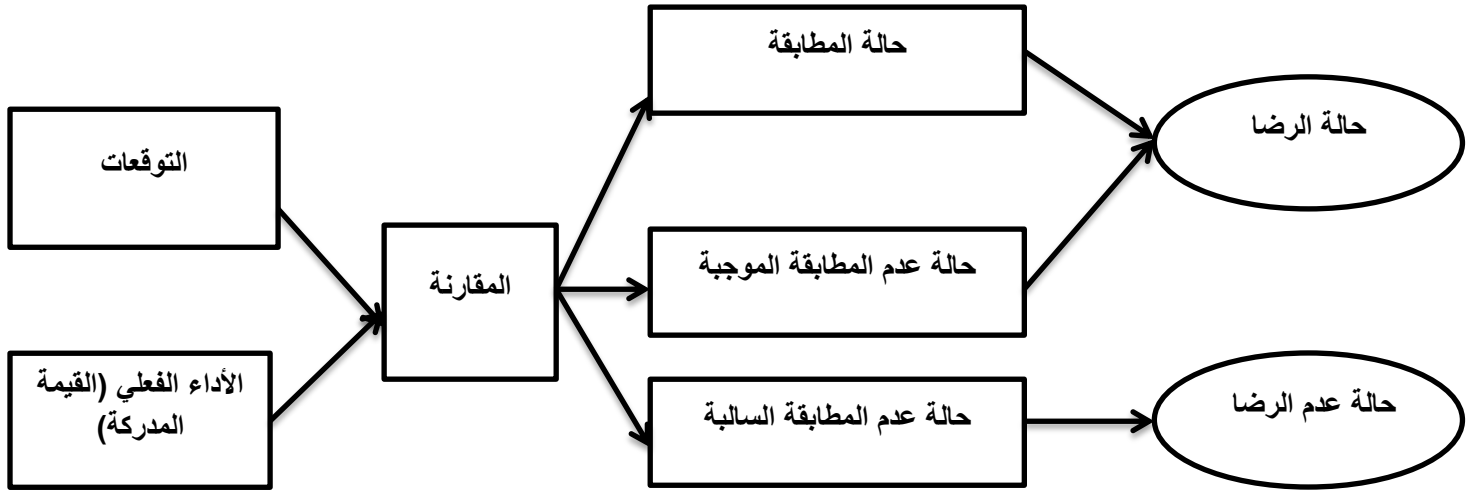 حالة المطابقة
حالة الرضا
التوقعات
حالة عدم المطابقة الموجبة
المقارنة
الأداء الفعلي (القيمة
المدركة)
حالة عدم المطابقة السالبة
حالة عدم الرضا